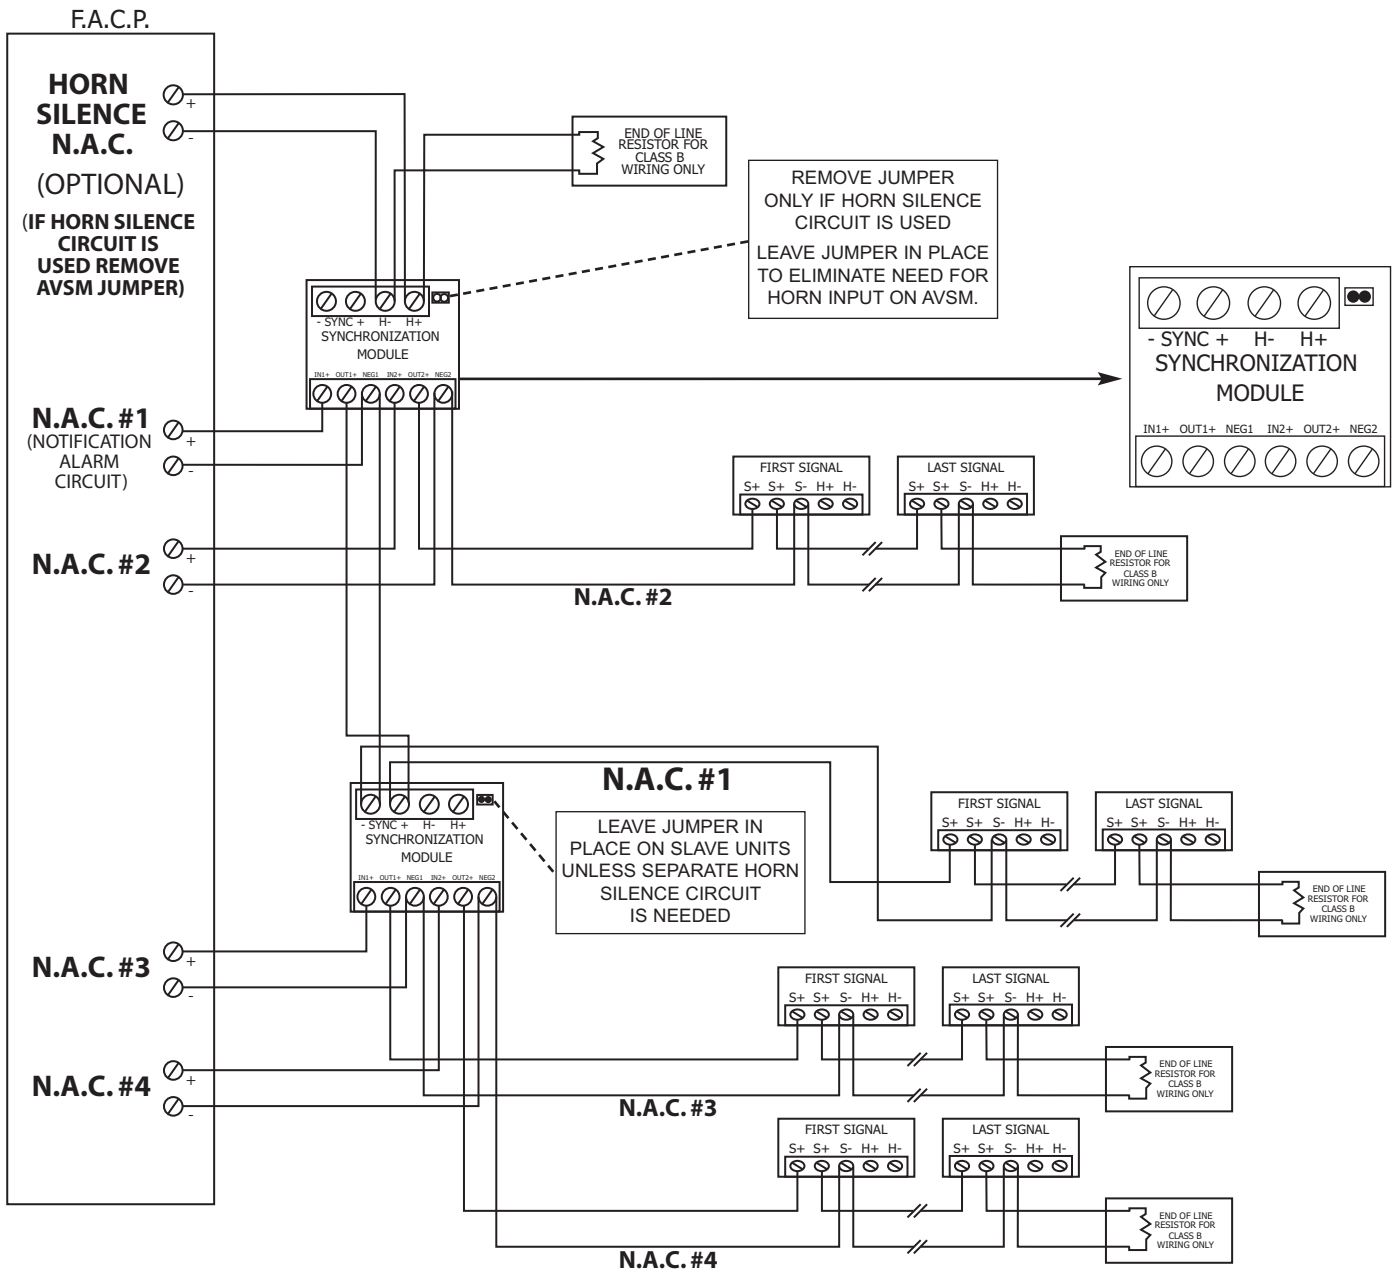 F.A.C.P.
HORN
SILENCE
N.A.C.
(OPTIONAL)
(IF HORN SILENCE
CIRCUIT IS
USED REMOVE
AVSM JUMPER)
+
-
END OF LINE
RESISTOR FOR
CLASS B
WIRING ONLY
REMOVE JUMPER
ONLY IF HORN SILENCE
CIRCUIT IS USED
LEAVE JUMPER IN PLACE
TO ELIMINATE NEED FOR
HORN INPUT ON AVSM.
- SYNC + H- H+
SYNCHRONIZATION
MODULE
IN1+ OUT1+ NEG1 IN2+ OUT2+ NEG2
- SYNC + H- H+
SYNCHRONIZATION
MODULE
IN1+ OUT1+ NEG1 IN2+ OUT2+ NEG2
N.A.C. #1
(NOTIFICATION
ALARM
CIRCUIT)
+
-
FIRST SIGNAL
S+ S+ S- H+ H-
LAST SIGNAL
S+ S+ S- H+ H-
N.A.C. #2
+
-
END OF LINE
RESISTOR FOR
CLASS B
WIRING ONLY
N.A.C. #2
N.A.C. #1
- SYNC + H- H+
SYNCHRONIZATION
MODULE
IN1+ OUT1+ NEG1 IN2+ OUT2+ NEG2
LEAVE JUMPER IN
PLACE ON SLAVE UNITS
UNLESS SEPARATE HORN
SILENCE CIRCUIT
IS NEEDED
FIRST SIGNAL
S+ S+ S- H+ H-
LAST SIGNAL
S+ S+ S- H+ H-
END OF LINE
RESISTOR FOR
CLASS B
WIRING ONLY
N.A.C. #3
+
-
FIRST SIGNAL
S+ S+ S- H+ H-
LAST SIGNAL
S+ S+ S- H+ H-
END OF LINE
RESISTOR FOR
CLASS B
WIRING ONLY
N.A.C. #3
N.A.C. #4
+
-
FIRST SIGNAL
S+ S+ S- H+ H-
LAST SIGNAL
S+ S+ S- H+ H-
END OF LINE
RESISTOR FOR
CLASS B
WIRING ONLY
N.A.C. #4